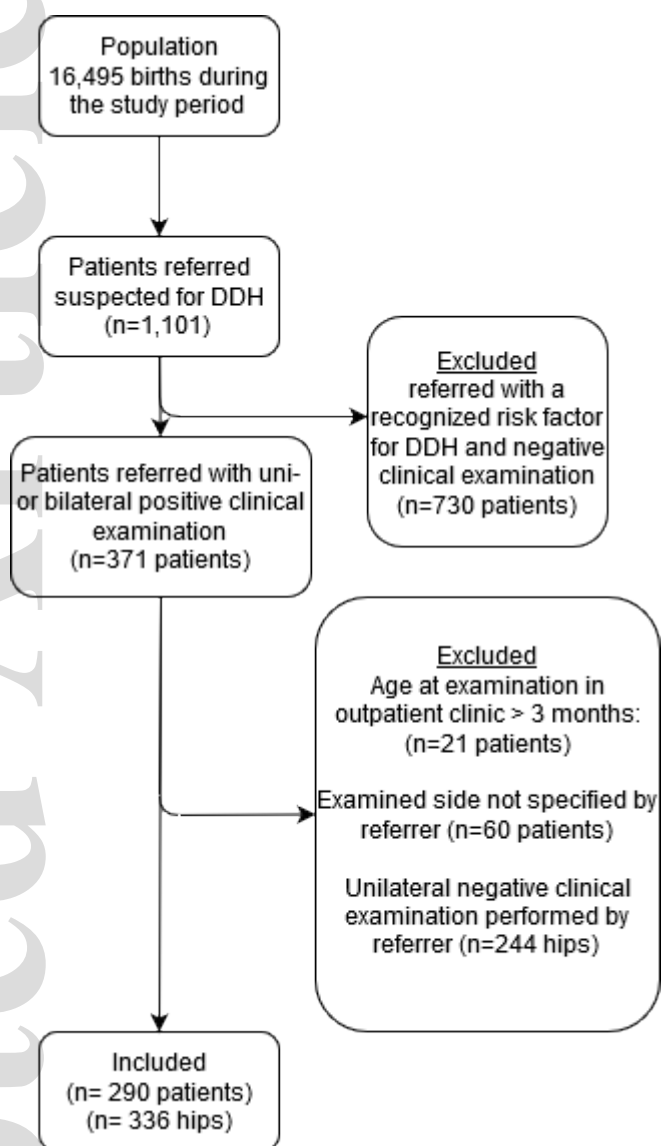 Population
16,495 births during
the study period
Patients referred
suspected for DDH
(n=1,101)
Excluded
referred with a
recognized risk factor
for DDH and negative
clinical examination
(n=730 patients)
Patients referred with uni-
or bilateral positive clinical
examination
(n=371 patients)
Excluded
Age at examination in
outpatient clinic > 3 months:
(n=21 patients)
Examined side not specified by
referrer (n=60 patients)
Unilateral negative clinical
examination performed by
referrer (n=244 hips)
Included
(n= 290 patients)
(n= 336 hips)